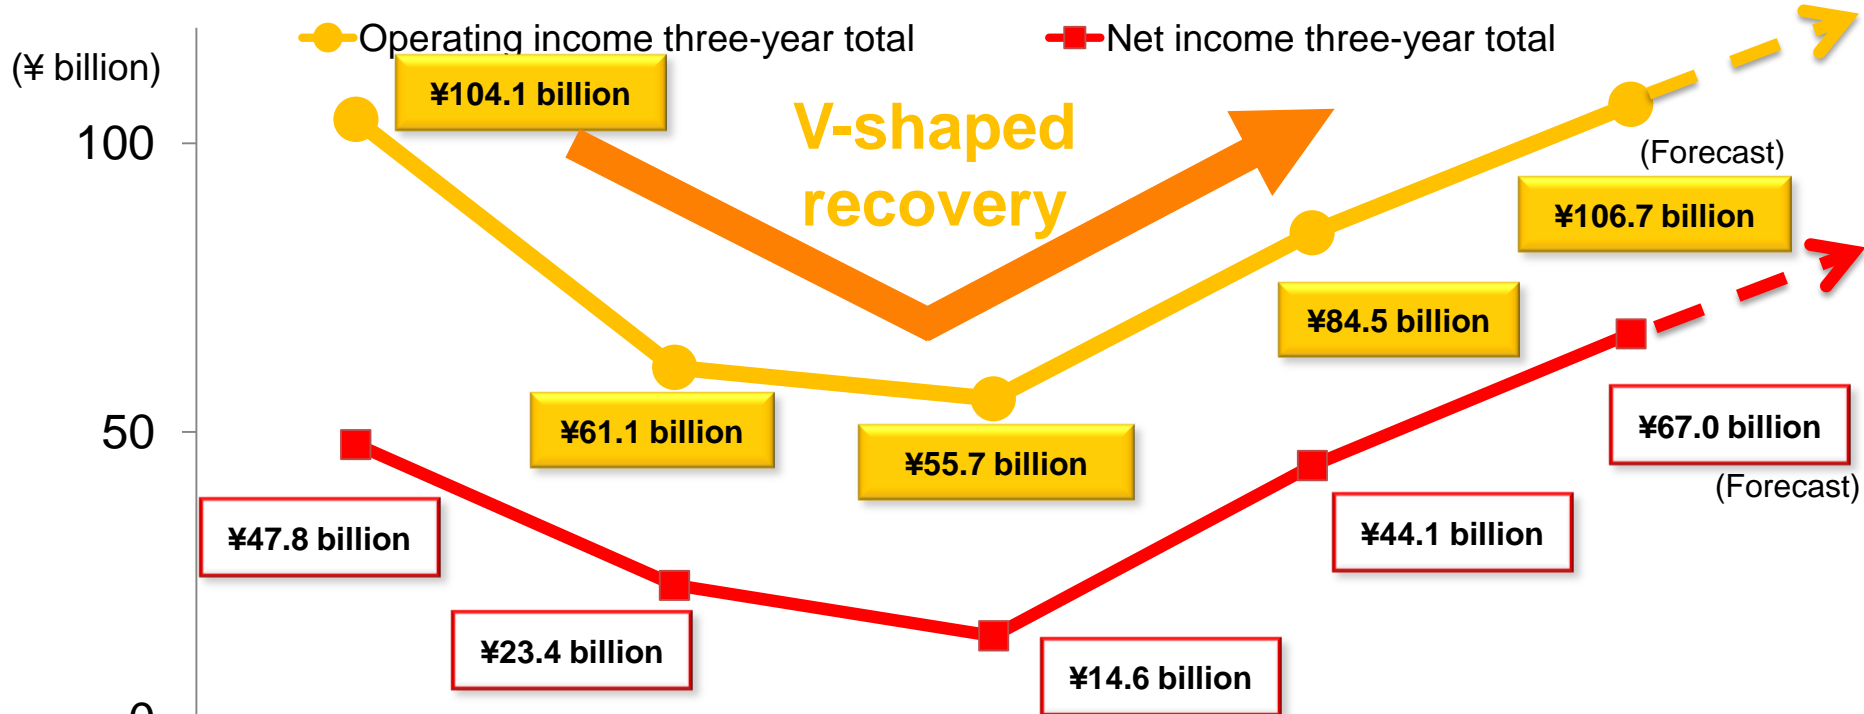 Operating income three-year total
Net income three-year total
(¥ billion)
¥104.1 billion
V-shaped
recovery
100
(Forecast)
¥106.7 billion
¥84.5 billion
¥61.1 billion
¥55.7 billion
50
¥67.0 billion
(Forecast)
¥47.8 billion
¥44.1 billion
¥23.4 billion
¥14.6 billion
0